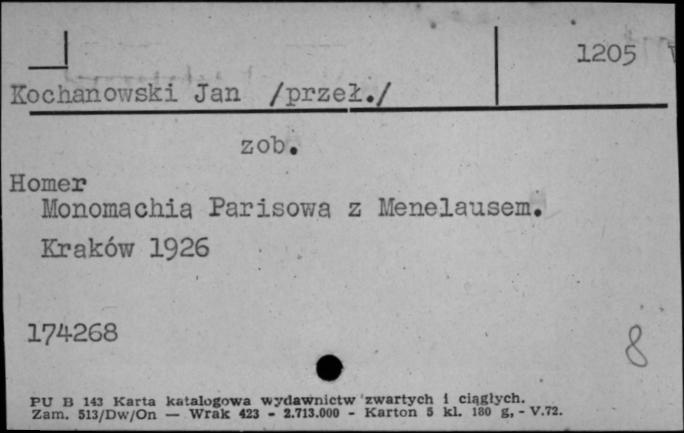 1205
Kochanowski Jan /przeł./
zob.
Homer
Monomachia Parisowa z Menelausem.
Kraków 1926
174268
8
PU B 143 Karta katalogowa wydawnictw zwartych i ciągłych.
Zam. 513/Dw/On — Wrak 423 - 2.713.000 - Karton 5 kl. 180 g, - V.72.